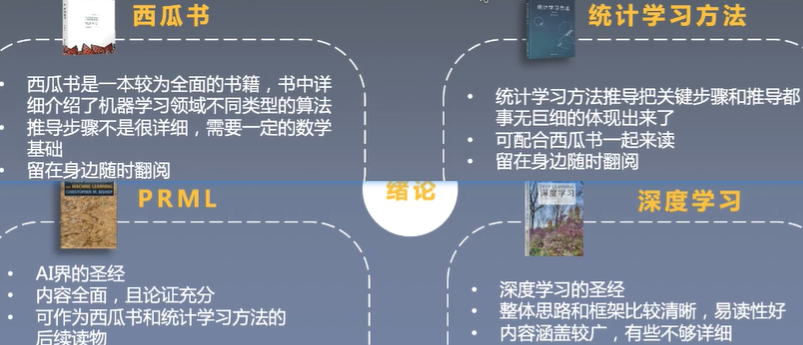 西瓜书
统计学习方法
西瓜书是一本较为全面的书籍，书中详
细介绍了机器学习领域不同类型的算法
推导步骤不是很详细，需要一定的数学
基础
留在身边随时翻阅
统计学习方法推导把关键步骤和推导都
事无巨细的体现出来了
可配合西瓜书一起来读
留在身边随时翻阅
PRML
绪论
深度学习
CHRISTOPHER M. BISHOP
深度学习
AI界的圣经
内容全面，且论证充分
可作为西瓜书和统计学习方法的
后续读物
深度学习的圣经
整体思路和框架比较清晰，易读性好
内容涵盖较广，有些不够详细